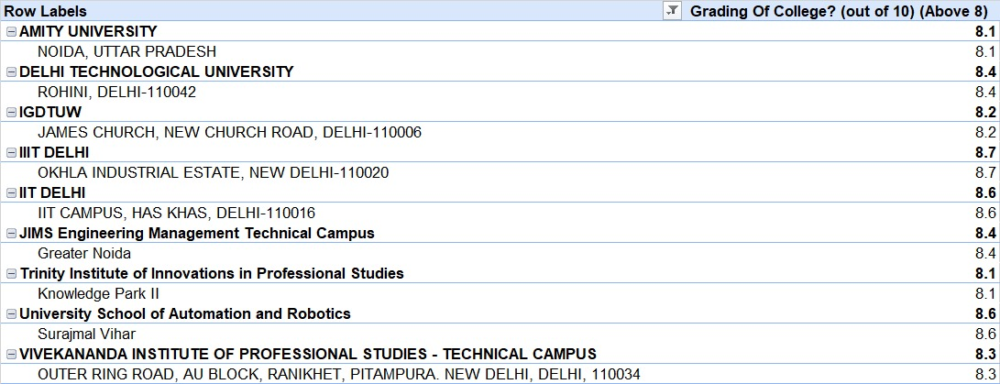 Row Labels Grading Of College? (out of 10) (Above 8)
AMITY UNIVERSITY 8.1
NOIDA, UTTAR PRADESH 8.1
DELHI TECHNOLOGICAL UNIVERSITY 8.4
ROHINI, DELHI-110042 8.4
IGDTUW 8.2
JAMES CHURCH, NEW CHURCH ROAD, DELHI-110006 8.2
IIIT DELHI 8.7
OKHLA INDUSTRIAL ESTATE, NEW DELHI-110020 8.7
IIT DELHI 8.6
IIT CAMPUS, HAS KHAS, DELHI-110016 8.6
JIMS Engineering Management Technical Campus 8.4
Greater Noida 8.4
Trinity Institute of Innovations in Professional Studies 8.1
Knowledge Park II 8.1
University School of Automation and Robotics 8.6
Surajmal Vihar 8.6
VIVEKANANDA INSTITUTE OF PROFESSIONAL STUDIES - TECHNICAL CAMPUS 8.3
OUTER RING ROAD, AU BLOCK, RANIKHET, PITAMPURA. NEW DELHI, DELHI, 110034 8.3